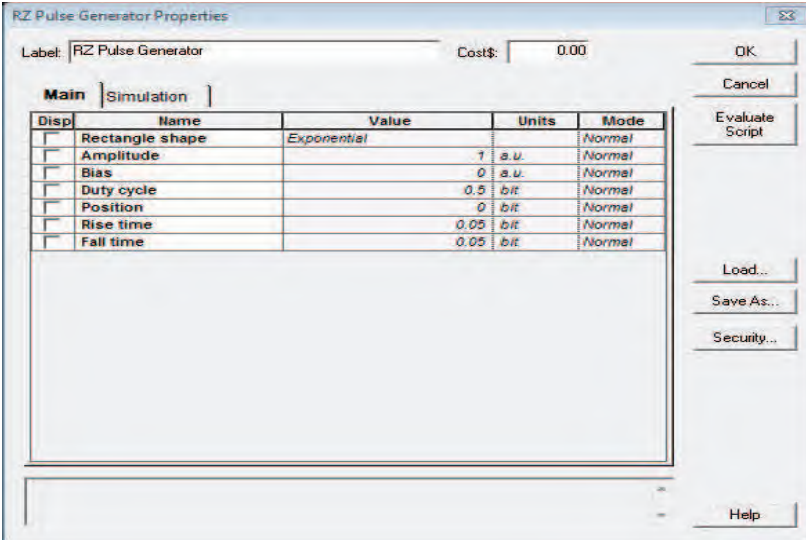 RZ Pulse Generator Properties
Label: RZ Pulse Generator Cost$: 0.00 OK
Cancel
Main Simulation
Evaluate Script
Disp Name Value Units Mode
Rectangle shape Exponential Normal
Amplitude 1 a.u. Normal
Bias 0 a.u. Normal
Duty cycle 0.5 bit Normal
Position 0 bit Normal
Rise time 0.05 bit Normal
Fall time 0.05 bit Normal
Load...
Save As...
Security...
Help